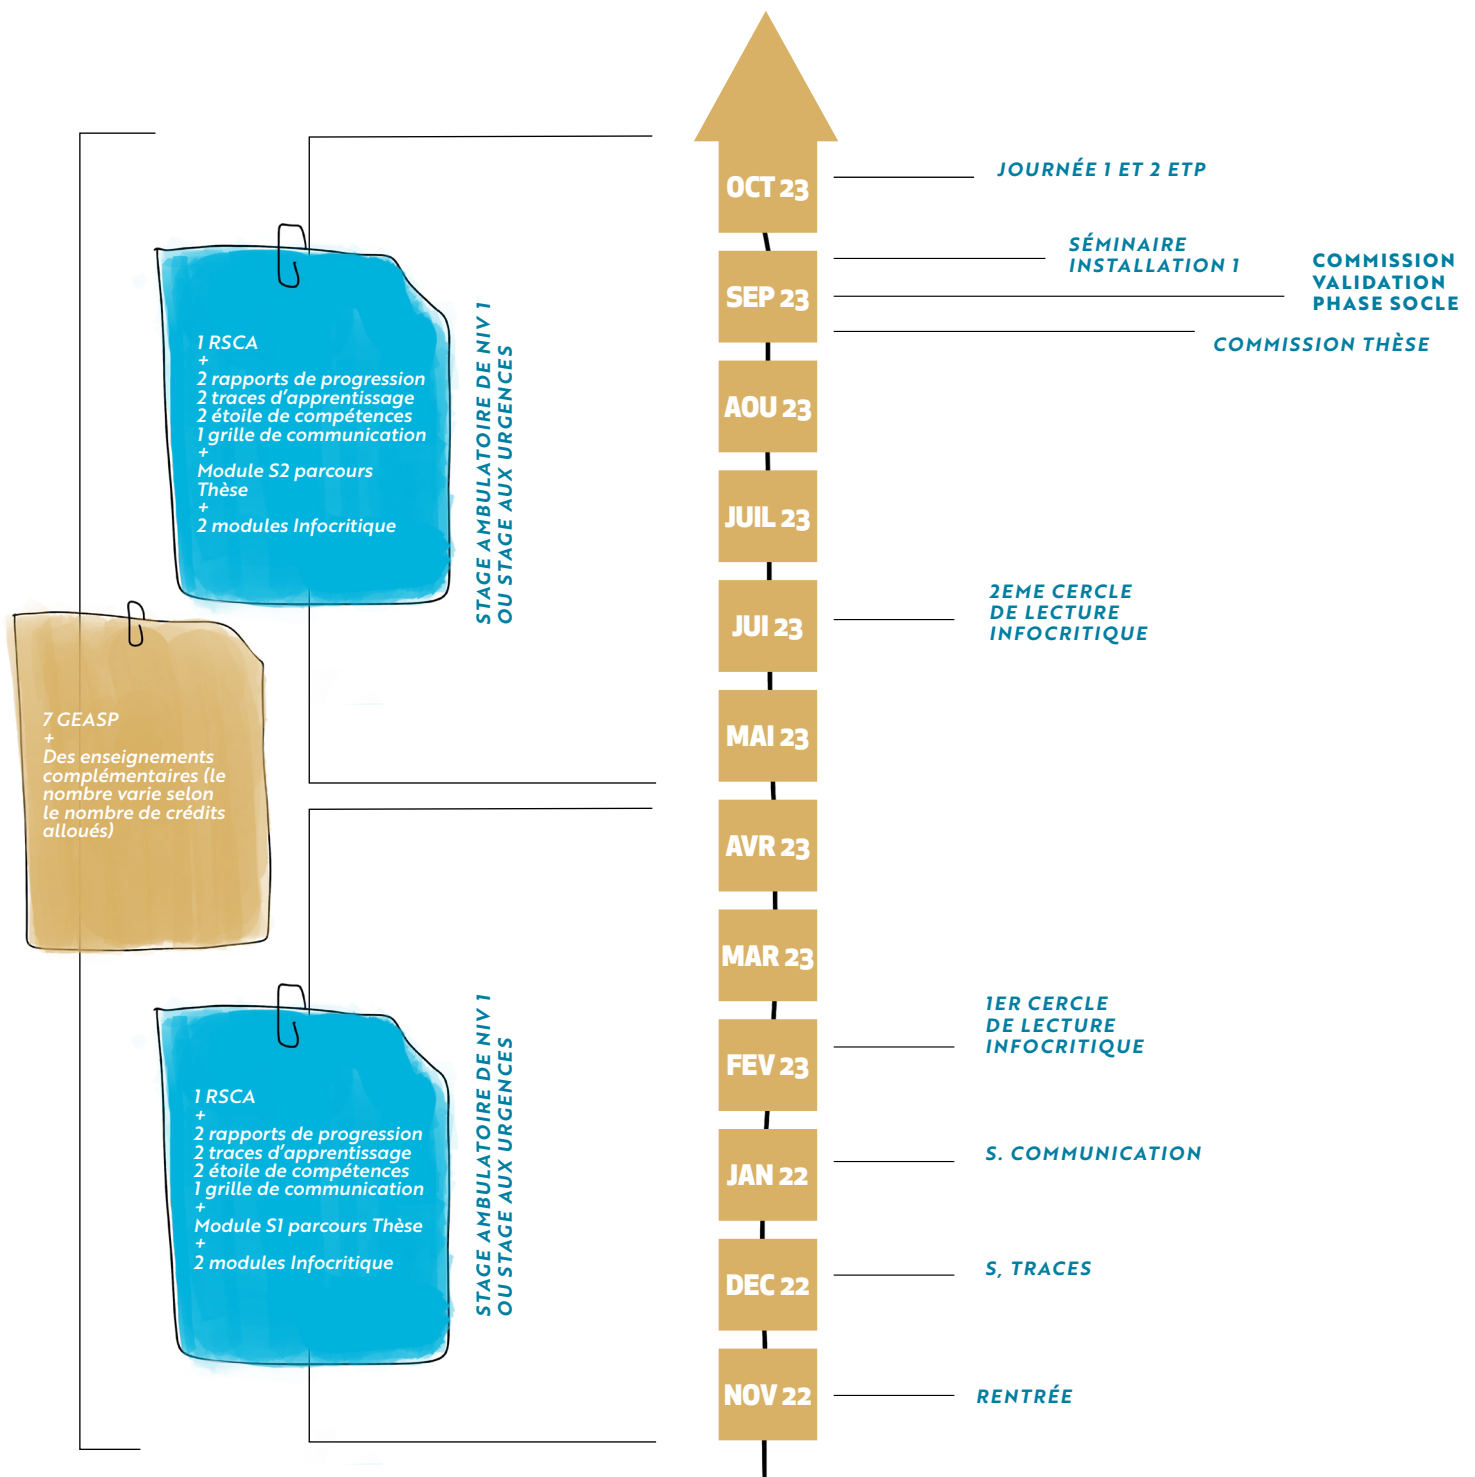 OCT 23
JOURNÉE 1 ET 2 ETP
SEP 23
SÉMINAIRE
INSTALLATION 1
COMMISSION
VALIDATION
PHASE SOCLE
COMMISSION THÈSE
AOU 23
JUIL 23
JUI 23
2EME CERCLE
DE LECTURE
INFOCRITIQUE
MAI 23
AVR 23
MAR 23
FEV 23
1ER CERCLE
DE LECTURE
INFOCRITIQUE
JAN 22
S. COMMUNICATION
DEC 22
S, TRACES
NOV 22
RENTRÉE
1 RSCA
+
2 rapports de progression
2 traces d'apprentissage
2 étoile de compétences
1 grille de communication
+
Module S2 parcours
Thèse
+
2 modules Infocritique
STAGE AMBULATOIRE DE NIV 1
OU STAGE AUX URGENCES
7 GEASP
+
Des enseignements
complémentaires (le
nombre varie selon
le nombre de crédits
alloués)
1 RSCA
+
2 rapports de progression
2 traces d'apprentissage
2 étoile de compétences
1 grille de communication
+
Module S1 parcours Thèse
+
2 modules Infocritique
STAGE AMBULATOIRE DE NIV 1
OU STAGE AUX URGENCES